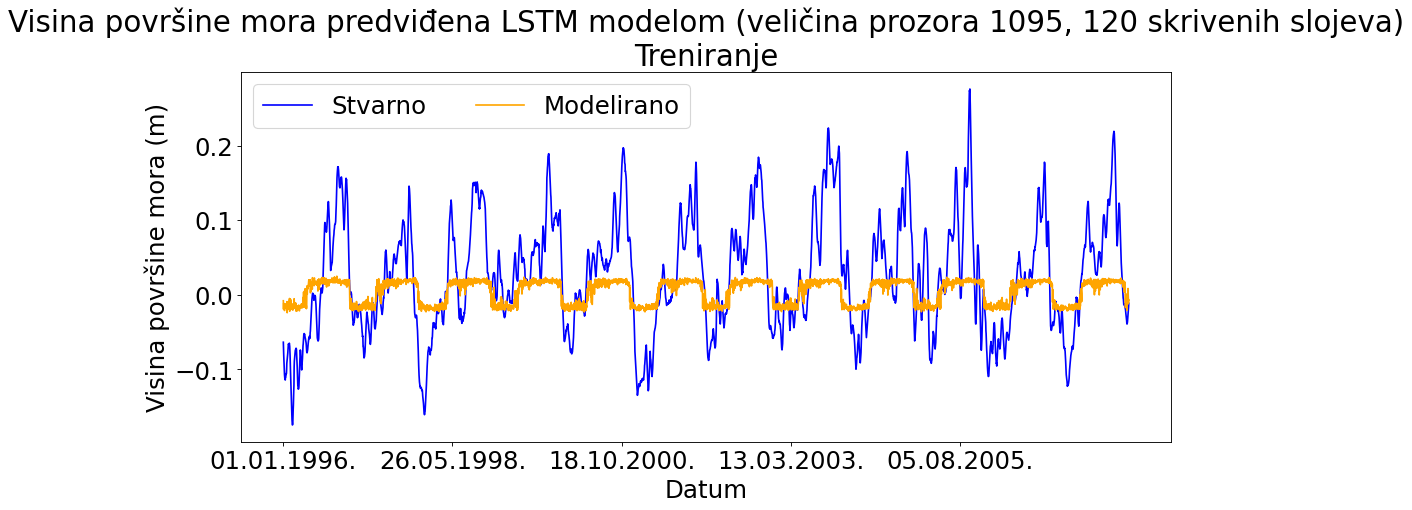 Visina površine mora predviđena LSTM modelom (veličina prozora 1095, 120 skrivenih slojeva)
Treniranje
Stvarno Modelirano
Visina površine mora (m)
0.2
0.1
0.0
−0.1
01.01.1996. 26.05.1998. 18.10.2000. 13.03.2003. 05.08.2005.
Datum